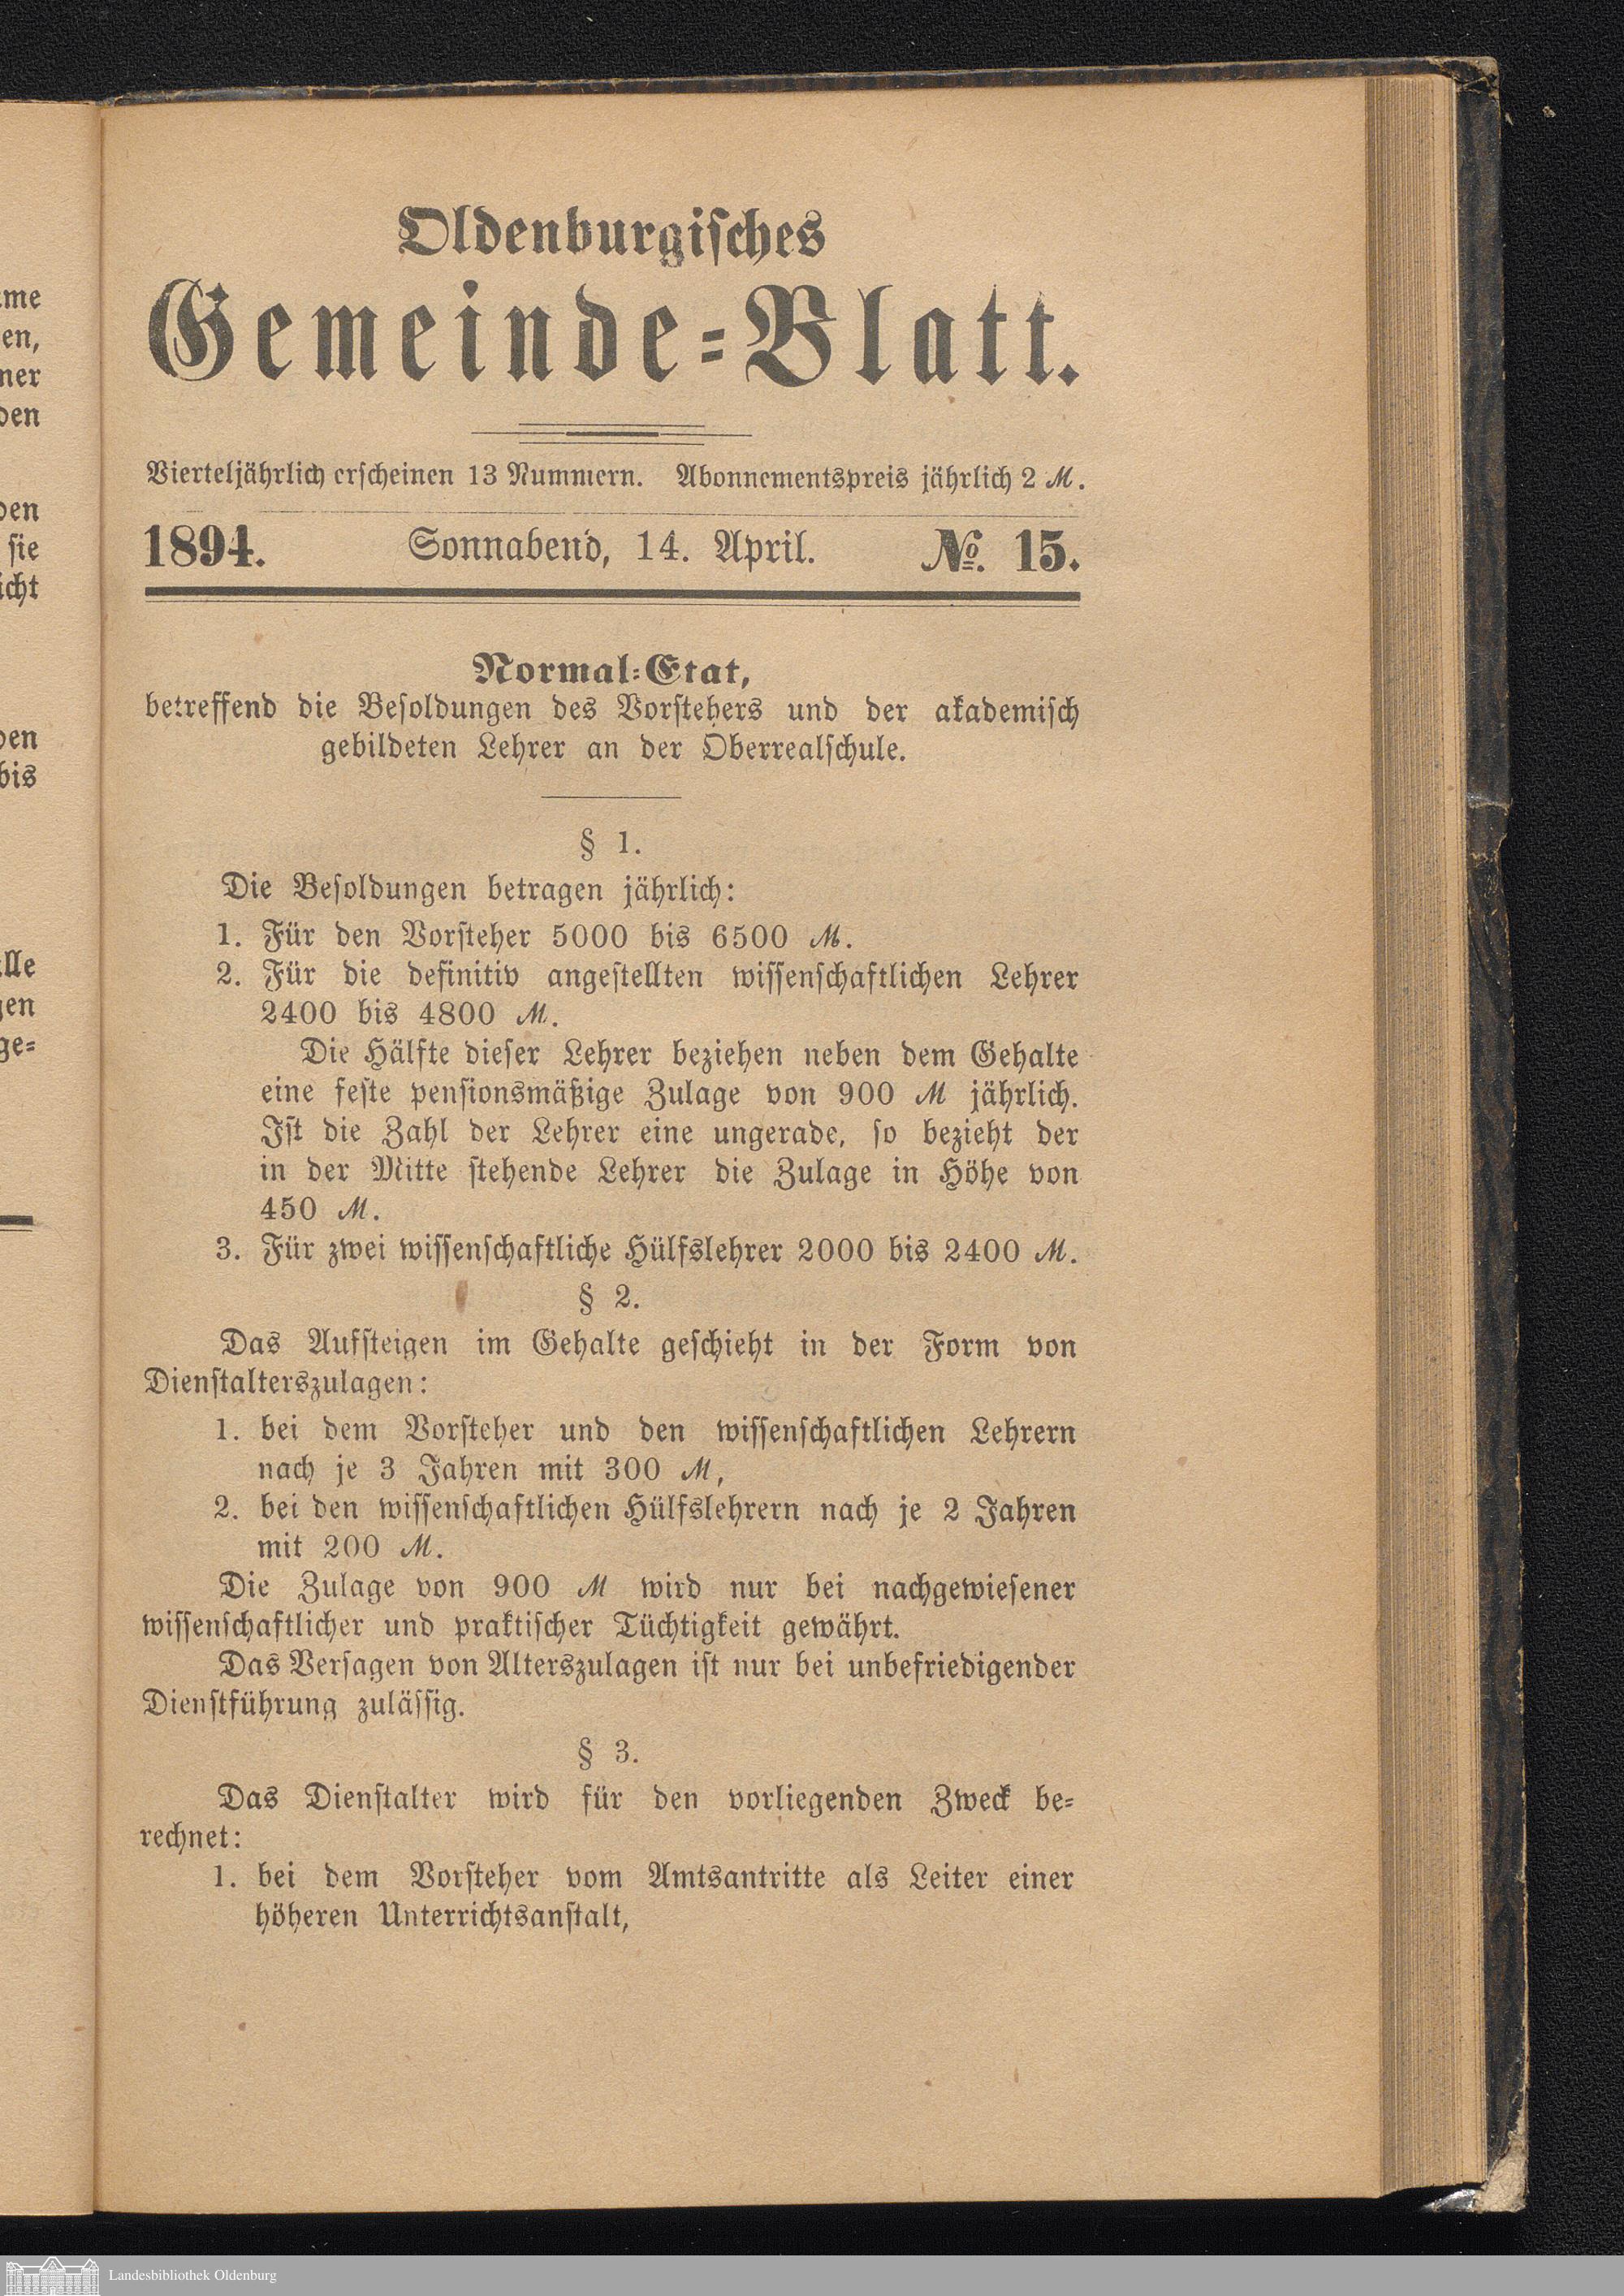 Oldenburgisches
Gemeinde=Blatt.
Vierteljährlich erscheinen 13 Nummern. Abonnementspreis jährlich 2 M.
1894. Sonnabend, 14. April. No. 15.
Normal=Etat,
betreffend die Besoldungen des Vorstehers und der akademisch
gebildeten Lehrer an der Oberrealschule.
§ 1.
Die Besoldungen betragen jährlich:
1. Für den Vorsteher 5000 bis 6500 M.
2. Für die definitiv angestellten wissenschaftlichen Lehrer
2400 bis 4800 M.
Die Hälfte dieser Lehrer beziehen neben dem Gehalte
eine feste pensionsmäßige Zulage von 900 M jährlich.
Ist die Zahl der Lehrer eine ungerade, so bezieht der
in der Mitte stehende Lehrer die Zulage in Höhe von
450 M.
3. Für zwei wissenschaftliche Hülfslehrer 2000 bis 2400 M.
§ 2.
Das Aufsteigen im Gehalte geschieht in der Form von
Dienstalterszulagen:
1. bei dem Vorsteher und den wissenschaftlichen Lehrern
nach je 3 Jahren mit 300 M,
2. bei den wissenschaftlichen Hülfslehrern nach je 2 Jahren
mit 200 M.
Die Zulage von 900 M wird nur bei nachgewiesener
wissenschaftlicher und praktischer Tüchtigkeit gewährt.
Das Versagen von Alterszulagen ist nur bei unbefriedigender
Dienstführung zulässig.
§ 3.
Das Dienstalter wird für den vorliegenden Zweck be=
rechnet:
1. bei dem Vorsteher vom Amtsantritte als Leiter einer
höheren Unterrichtsanstalt,
Landesbibliothek Oldenburg